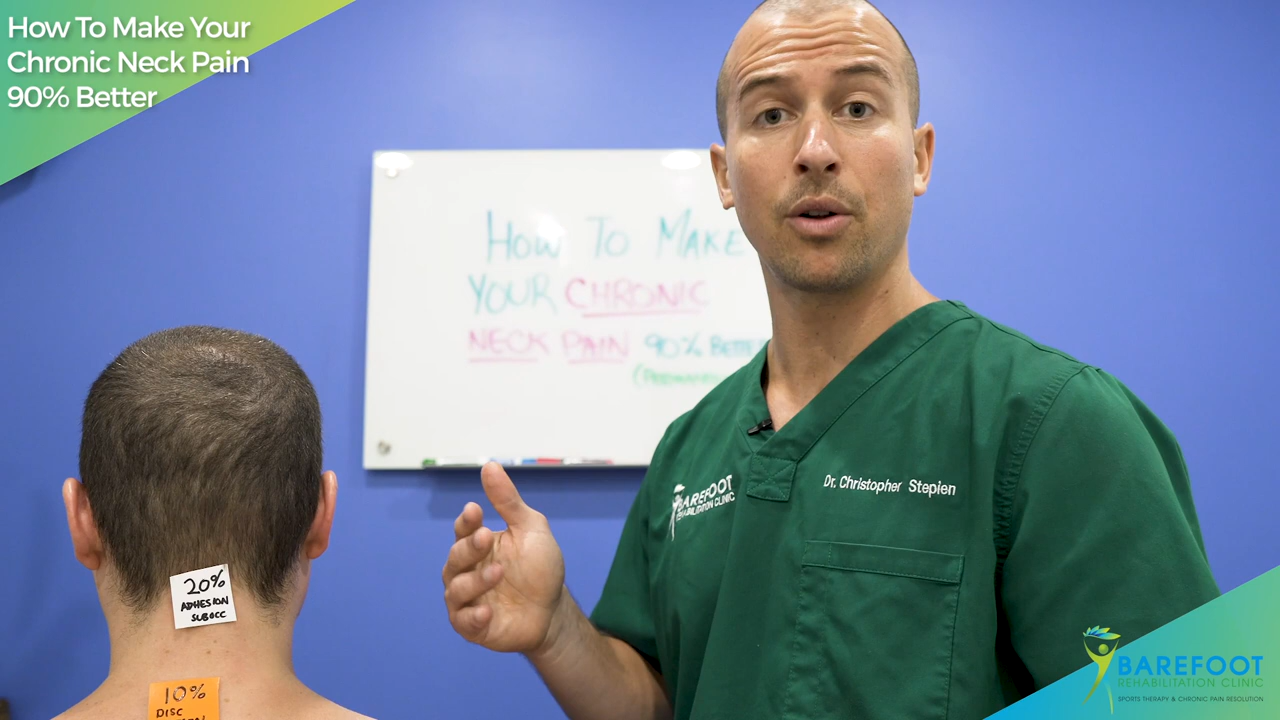 How To Make Your
Chronic Neck Pain
90% Better
HOW TO MAKE
YOUR CHRONIC
NECK PAIN 90% BETTE
20%
ADHESION
SUBOCC
10%
DISC
BAREFOOT
REHABILITATION CLINIC
Dr. Christopher Stepien
BAREFOOT
REHABILITATION CLINIC
SPORTS THERAPY & CHRONIC PAIN RESOLUTION